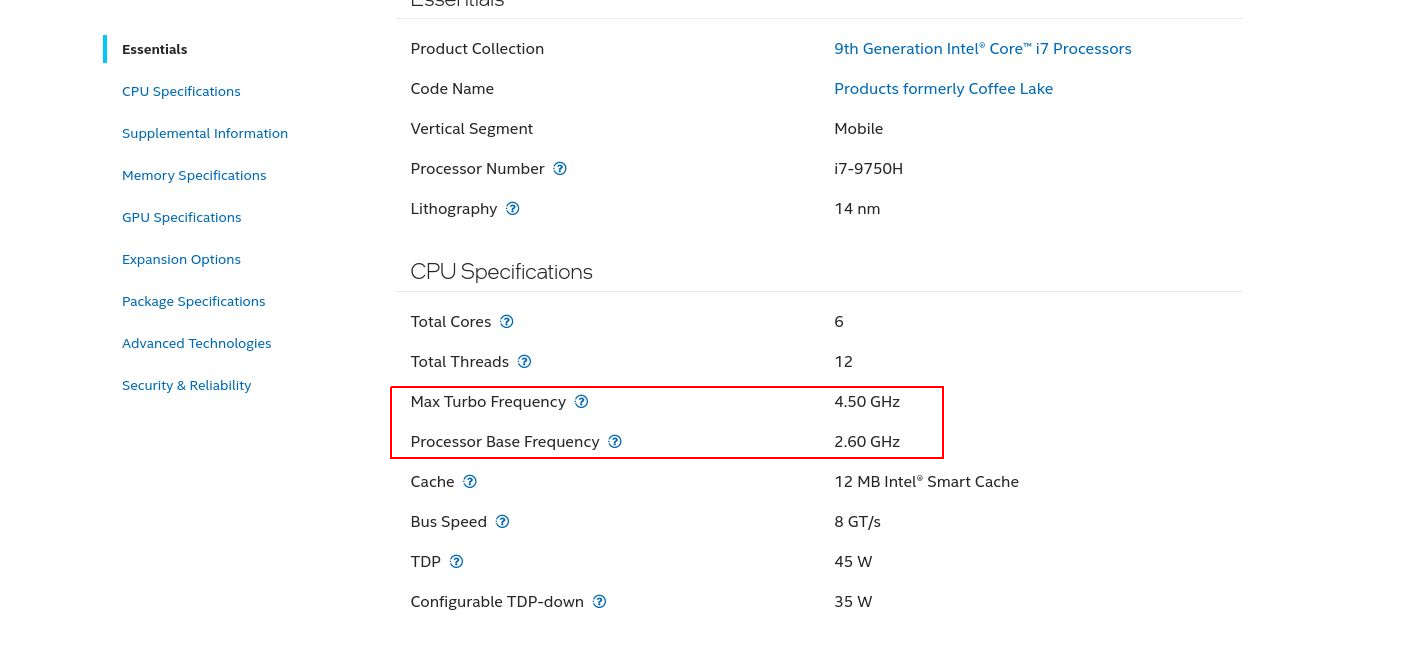 Essentials
Essentials
CPU Specifications
Supplemental Information
Memory Specifications
GPU Specifications
Expansion Options
Package Specifications
Advanced Technologies
Security & Reliability
Product Collection 9th Generation Intel® Core™ i7 Processors
Code Name Products formerly Coffee Lake
Vertical Segment Mobile
Processor Number ? i7-9750H
Lithography ? 14 nm
CPU Specifications
Total Cores ? 6
Total Threads ? 12
Max Turbo Frequency ? 4.50 GHz
Processor Base Frequency ? 2.60 GHz
Cache ? 12 MB Intel® Smart Cache
Bus Speed ? 8 GT/s
TDP ? 45 W
Configurable TDP-down ? 35 W